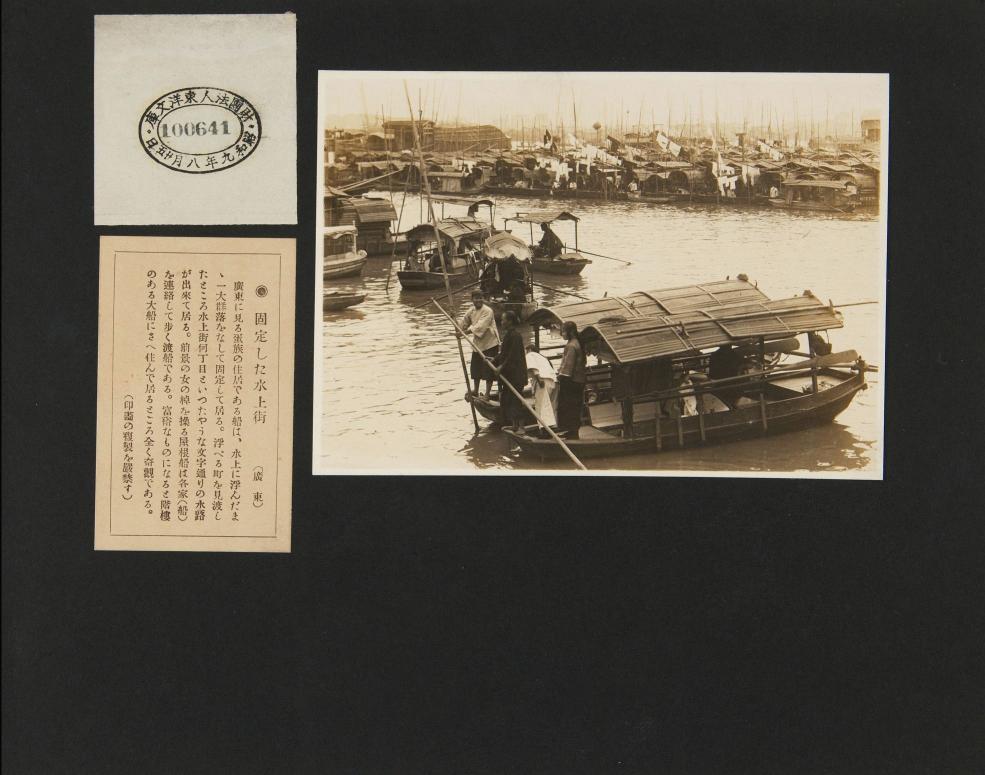 財團法人東洋文庫
100641
昭和九年八月廿五日
◉ 固定した水上街
(廣東)
廣東に見る蛋族の住居である船は、水上に浮んだま
、一大群落をなして固定して居る。浮べる町を見渡し
たところ水上街何丁目といつたやうな文字通りの水路
が出來て居る。前景の女の棹を操る屋根船は各家(船)
を連絡して步く渡船である。富裕なものになると階樓
のある大船にさへ住んで居るところ全く奇觀である。
(印畫の複製を嚴禁す)